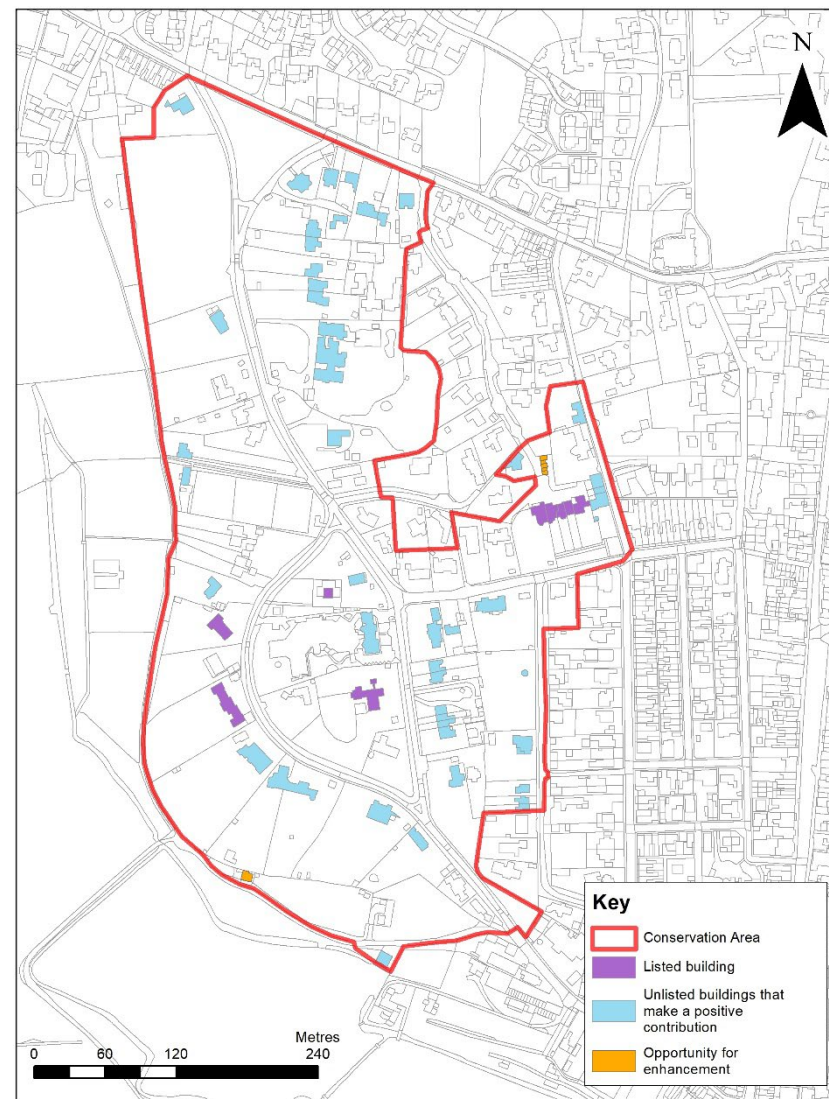 N
Key
Conservation Area
Listed building
Unlisted buildings that
make a positive
contribution
Opportunity for
enhancement
Metres
0 60 120 240